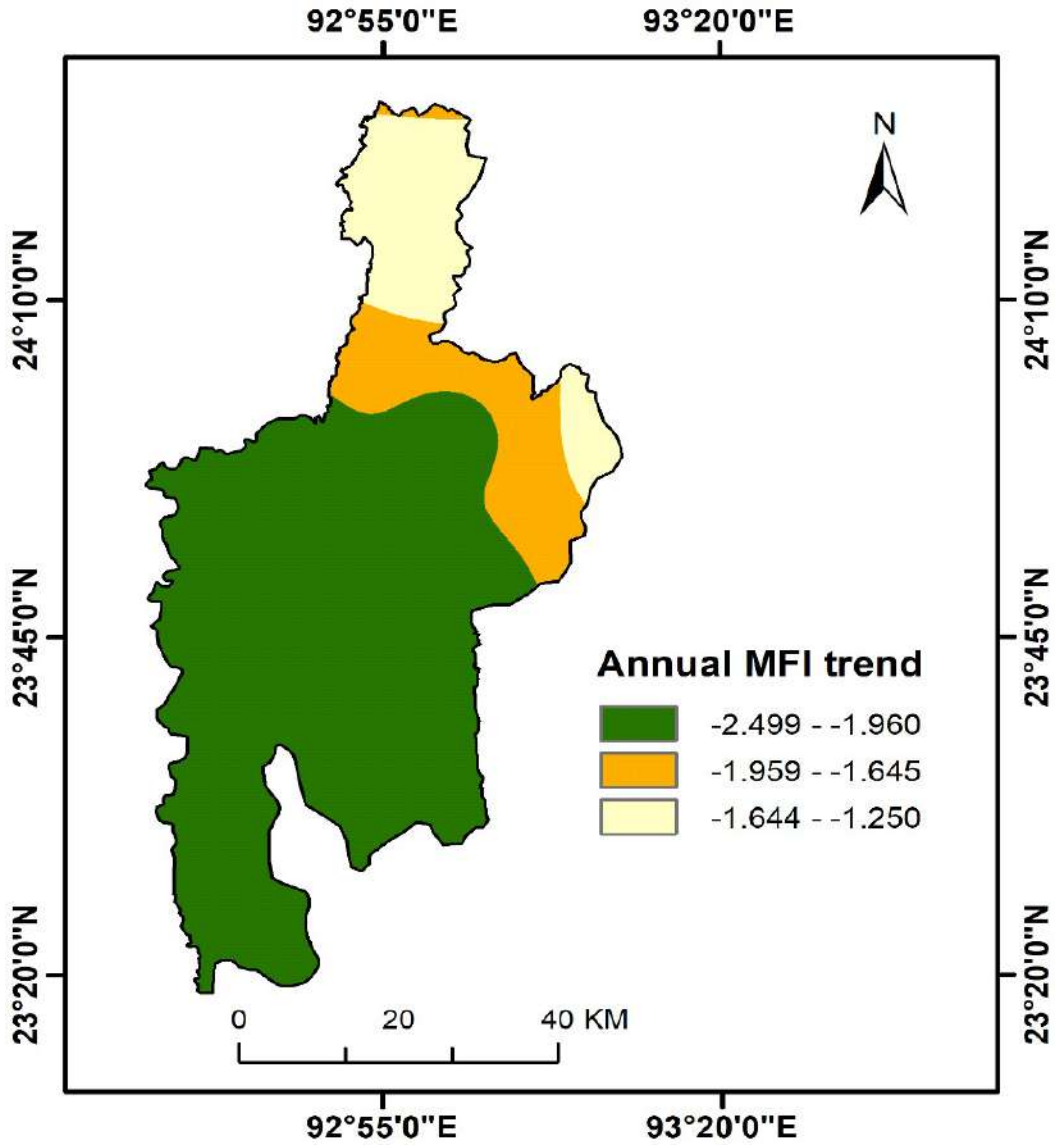 92°55'0"E 93°20'0"E
N
24°10'0"N 24°10'0"N
23°45'0"N 23°45'0"N
Annual MFI trend
-2.499 - -1.960
-1.959 - -1.645
-1.644 - -1.250
23°20'0"N 23°20'0"N
0 20 40 KM
92°55'0"E 93°20'0"E